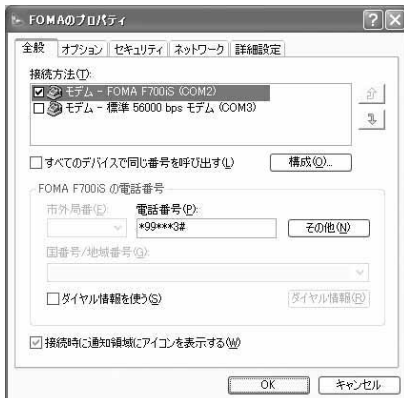 FOMAのプロパティ
全般 オプション セキュリティ ネットワーク 詳細設定
接続方法(T):
モデム - FOMA F700iS (COM2)
モデム - 標準 56000 bps モデム (COM3)
すべてのデバイスで同じ番号を呼び出す(L) 構成(O)...
FOMA F700iS の電話番号
市外局番(E): 電話番号(P):
*99***3# その他(N)
国番号/地域番号(G):
ダイヤル情報を使う(S) ダイヤル情報(R)
接続時に通知領域にアイコンを表示する(W)
OK キャンセル